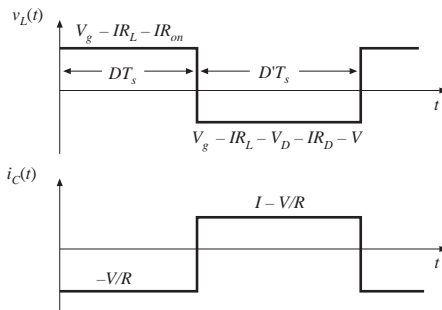 v_L(t)
V_g – IR_L – IR_on
DT_s
D'T_s
t
V_g – IR_L – V_D – IR_D – V
i_C(t)
I – V/R
t
–V/R